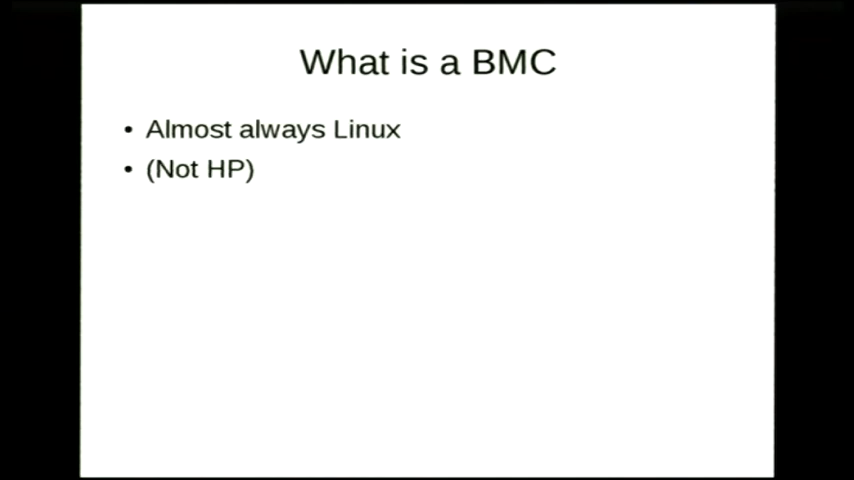 What is a BMC
• Almost always Linux
• (Not HP)